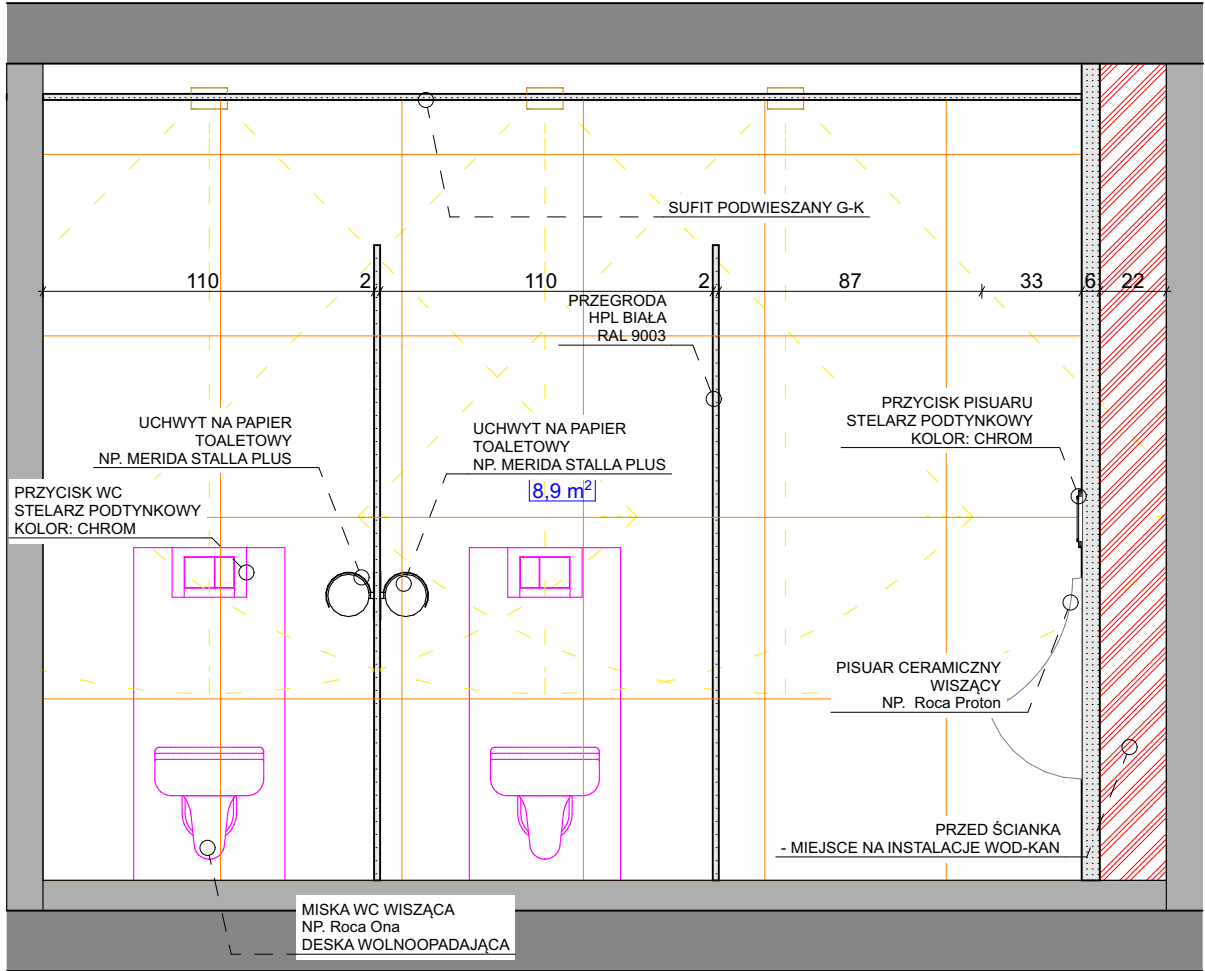 SUFIT PODWIESZANY G-K
110
2
110
2
87
33
6
22
PRZEGRODA
HPL BIAŁA
RAL 9003
UCHWYT NA PAPIER
TOALETOWY
NP. MERIDA STALLA PLUS
UCHWYT NA PAPIER
TOALETOWY
NP. MERIDA STALLA PLUS
8,9 m²
PRZYCISK PISUARU
STELARZ PODTYNKOWY
KOLOR: CHROM
PRZYCISK WC
STELARZ PODTYNKOWY
KOLOR: CHROM
PISUAR CERAMICZNY
WISZĄCY
NP. Roca Proton
PRZED ŚCIANKA
- MIEJSCE NA INSTALACJE WOD-KAN
MISKA WC WISZĄCA
NP. Roca Ona
DESKA WOLNOOPADAJĄCA